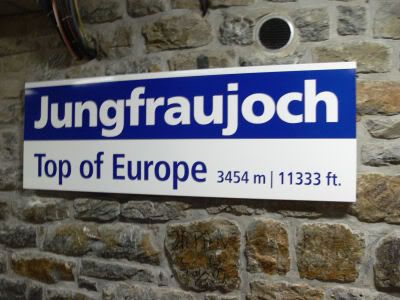 Jungfraujoch
Top of Europe 3454 m | 11333 ft.